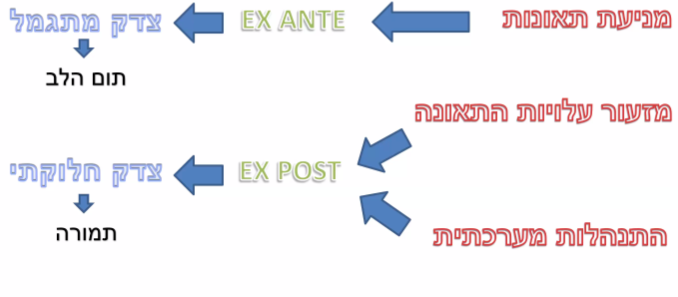 מניעת תאונות
EX ANTE
צדק מתגמל
תום הלב
מזעור עלויות התאונה
EX POST
צדק חלוקתי
תמורה
התנהלות מערכתית